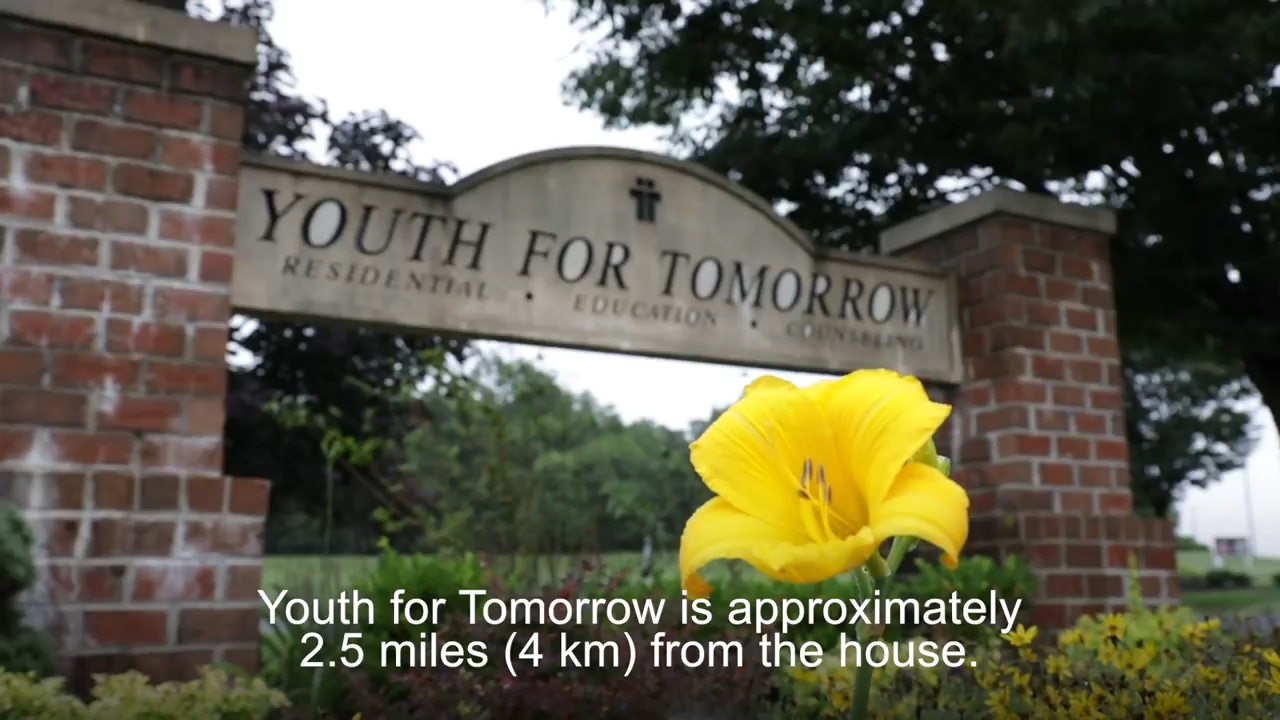 YOUTH FOR TOMORROW
RESIDENTIAL • EDUCATION • COUNSELING
Youth for Tomorrow is approximately
2.5 miles (4 km) from the house.